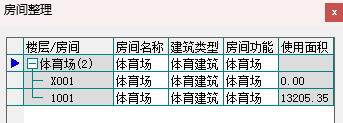 房间整理
楼层/房间 房间名称 建筑类型 房间功能 使用面积
体育场(2) 体育场 体育建筑 体育场
X001 体育场 体育建筑 体育场 0.00
1001 体育场 体育建筑 体育场 13205.35